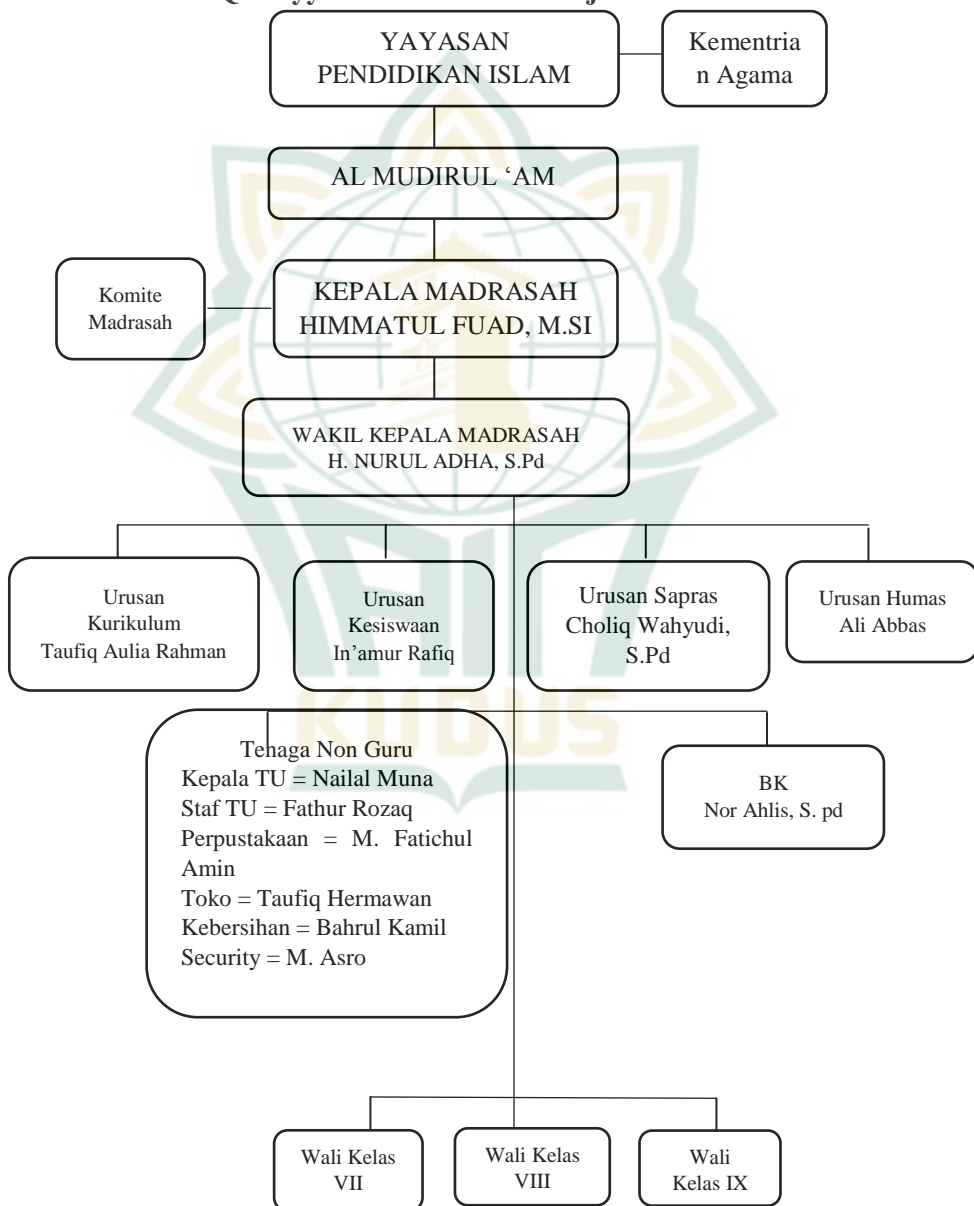 YAYASAN
PENDIDIKAN ISLAM
Kementria
n Agama
AL MUDIRUL ‘AM
Komite
Madrasah
KEPALA MADRASAH
HIMMATUL FUAD, M.SI
WAKIL KEPALA MADRASAH
H. NURUL ADHA, S.Pd
Urusan
Kurikulum
Taufiq Aulia Rahman
Urusan
Kesiswaan
In’amur Rafiq
Urusan Sapras
Choliq Wahyudi,
S.Pd
Urusan Humas
Ali Abbas
KUDUS
Tenaga Non Guru
Kepala TU = Nailal Muna
Staf TU = Fathur Rozaq
Perpustakaan = M. Fatichul
Amin
Toko = Taufiq Hermawan
Kebersihan = Bahrul Kamil
Security = M. Asro
BK
Nor Ahlis, S. pd
Wali Kelas
VII
Wali Kelas
VIII
Wali
Kelas IX